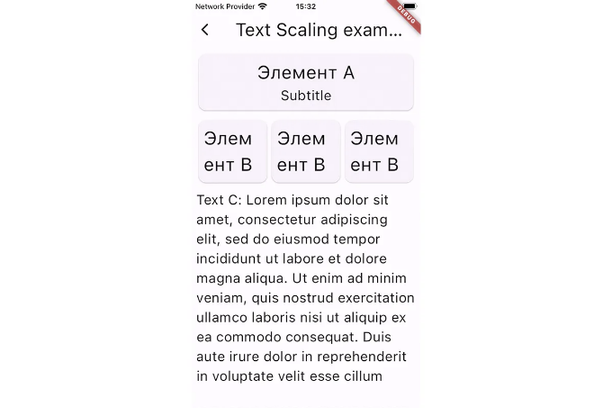 Network Provider 15:32
DEBUG
Text Scaling exam...
Элемент А
Subtitle
Элем Элем Элем
ент В ент В ент В
Text C: Lorem ipsum dolor sit
amet, consectetur adipiscing
elit, sed do eiusmod tempor
incididunt ut labore et dolore
magna aliqua. Ut enim ad minim
veniam, quis nostrud exercitation
ullamco laboris nisi ut aliquip ex
ea commodo consequat. Duis
aute irure dolor in reprehenderit
in voluptate velit esse cillum